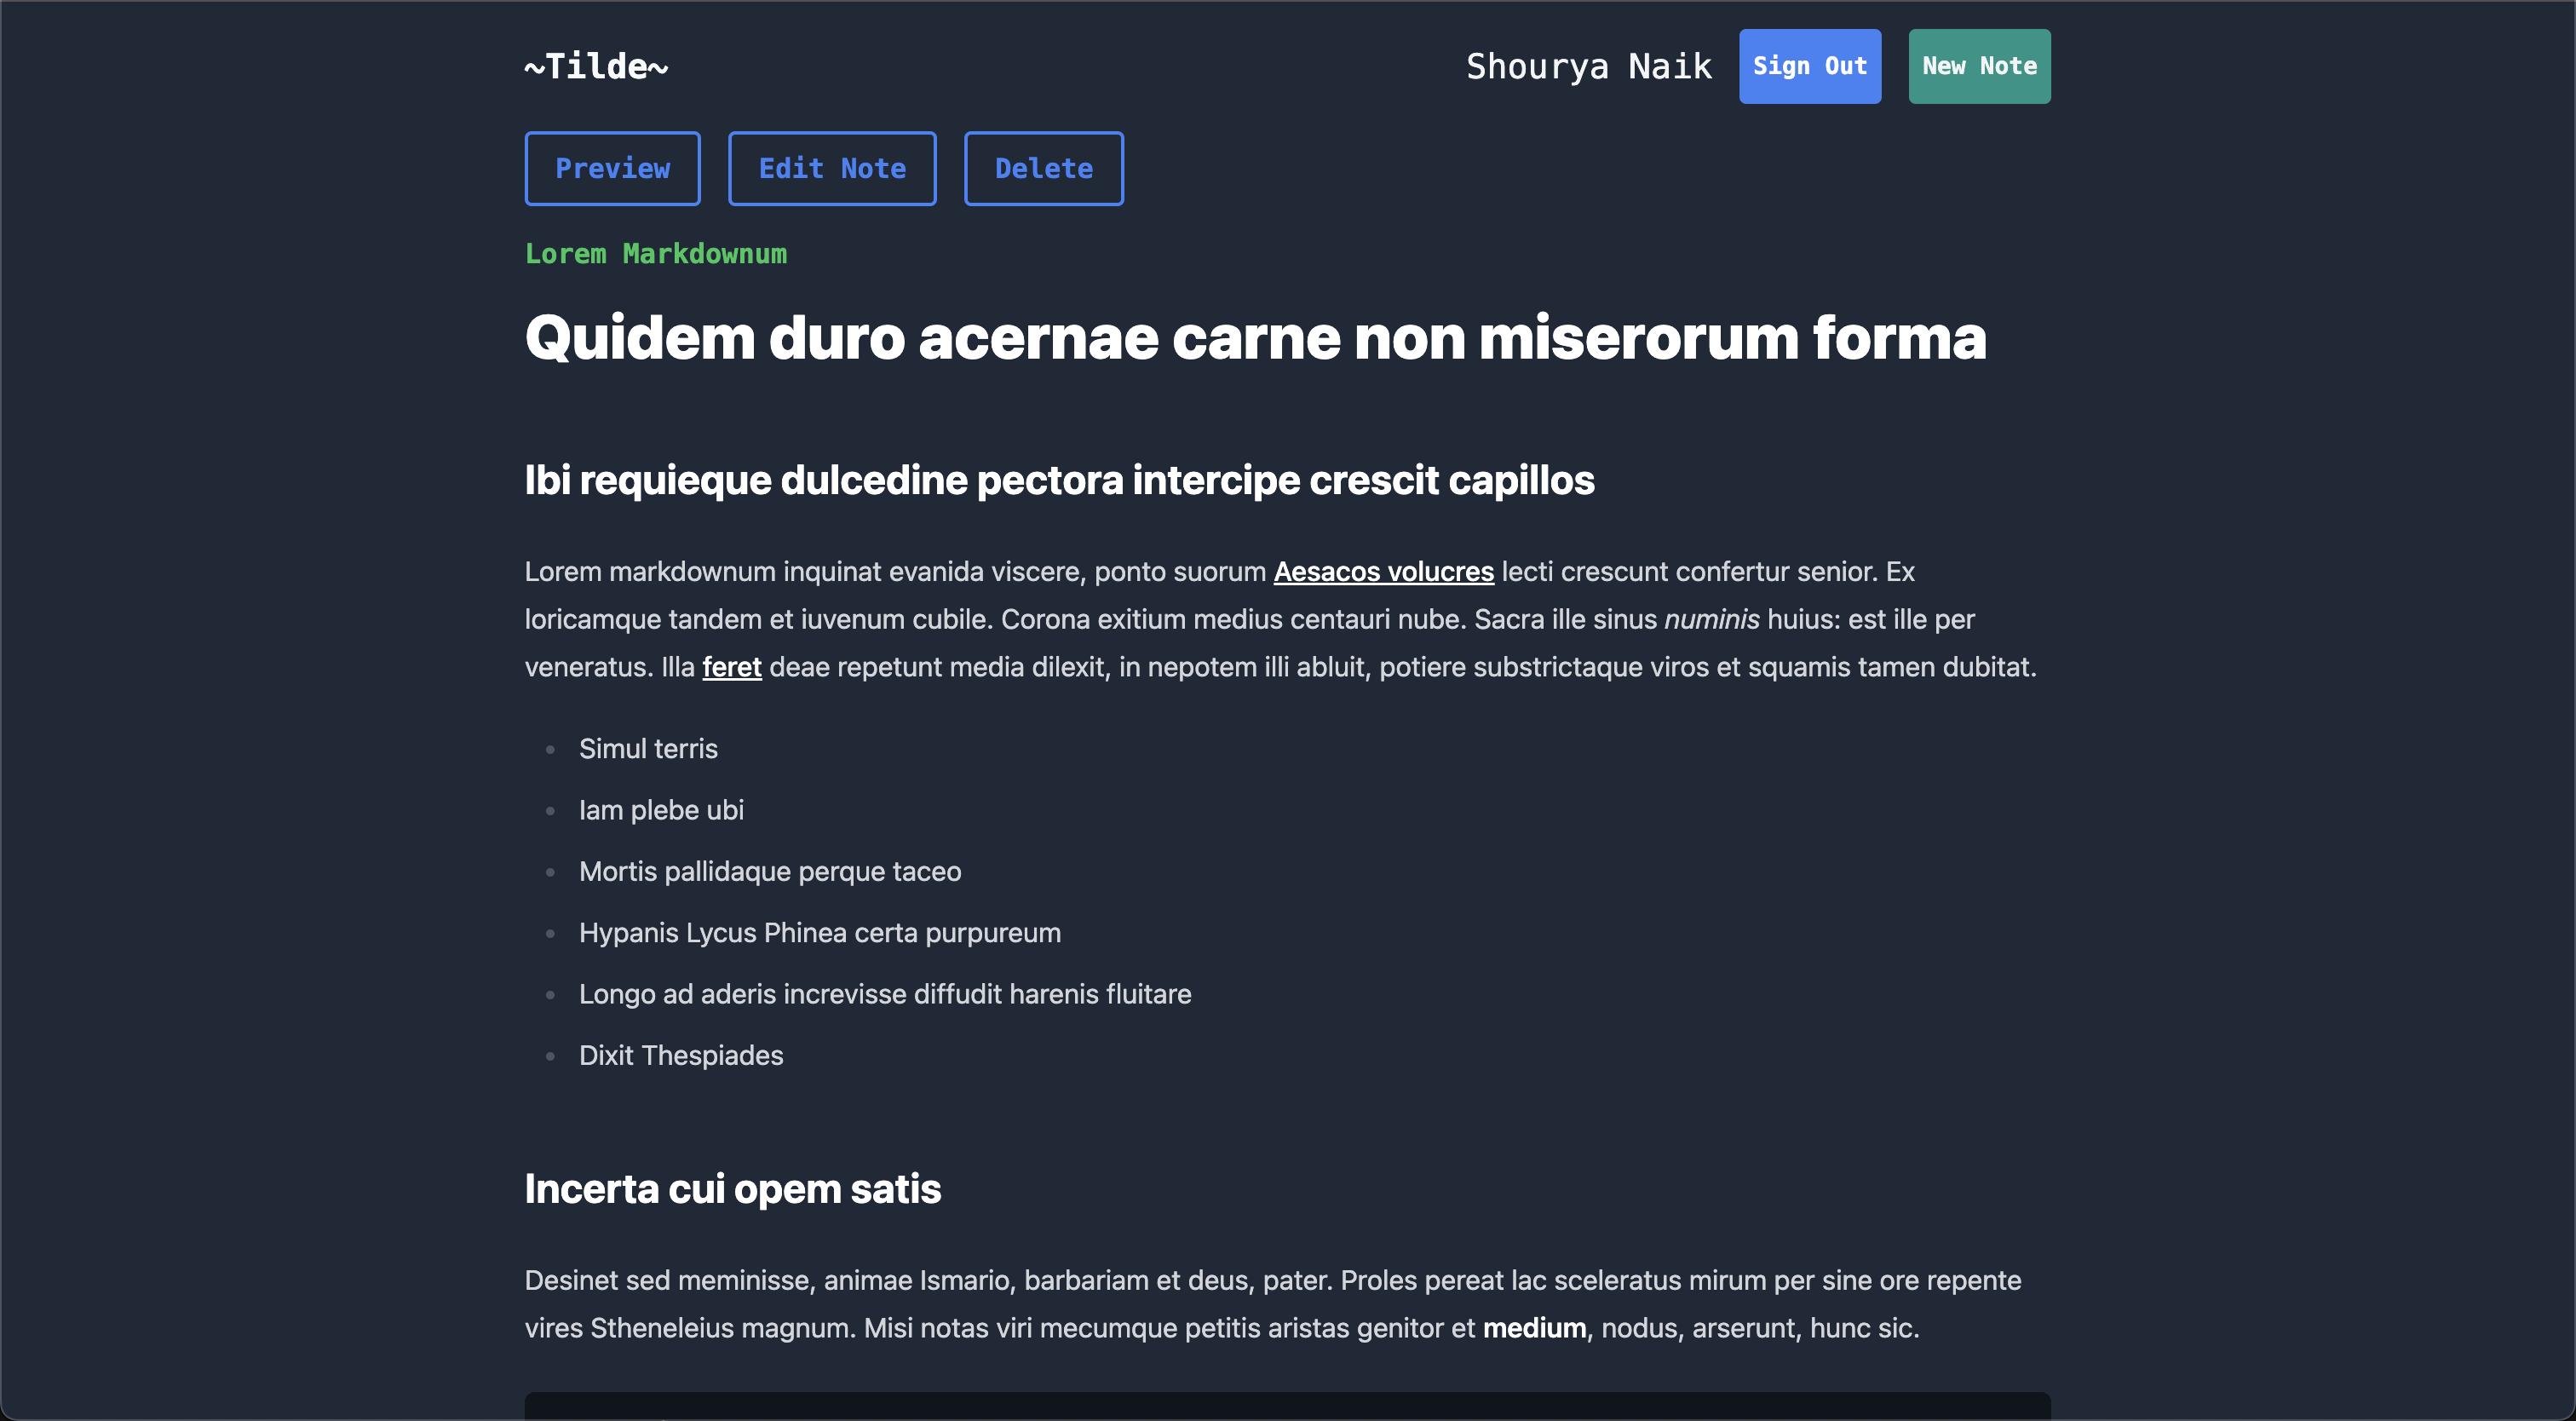 ~Tilde~
Shourya Naik
Sign Out
New Note
Preview
Edit Note
Delete
Lorem Markdownum
Quidem duro acernae carne non miserorum forma
Ibi requieque dulcedine pectora intercipe crescit capillos
Lorem markdownum inquinat evanida viscere, ponto suorum Aesacos volucres lecti crescunt confertur senior. Ex
loricamque tandem et iuvenum cubile. Corona exitium medius centauri nube. Sacra ille sinus numinis huius: est ille per
veneratus. Illa feret deae repetunt media dilexit, in nepotem illi abluit, potiere substrictaque viros et squamis tamen dubitat.
Simul terris
Iam plebe ubi
Mortis pallidaque perque taceo
Hypanis Lycus Phinea certa purpureum
Longo ad aderis increvisse diffudit harenis fluitare
Dixit Thespiades
Incerta cui opem satis
Desinet sed meminisse, animae Ismario, barbariam et deus, pater. Proles pereat lac sceleratus mirum per sine ore repente
vires Stheneleius magnum. Misi notas viri mecumque petitis aristas genitor et medium, nodus, arserunt, hunc sic.